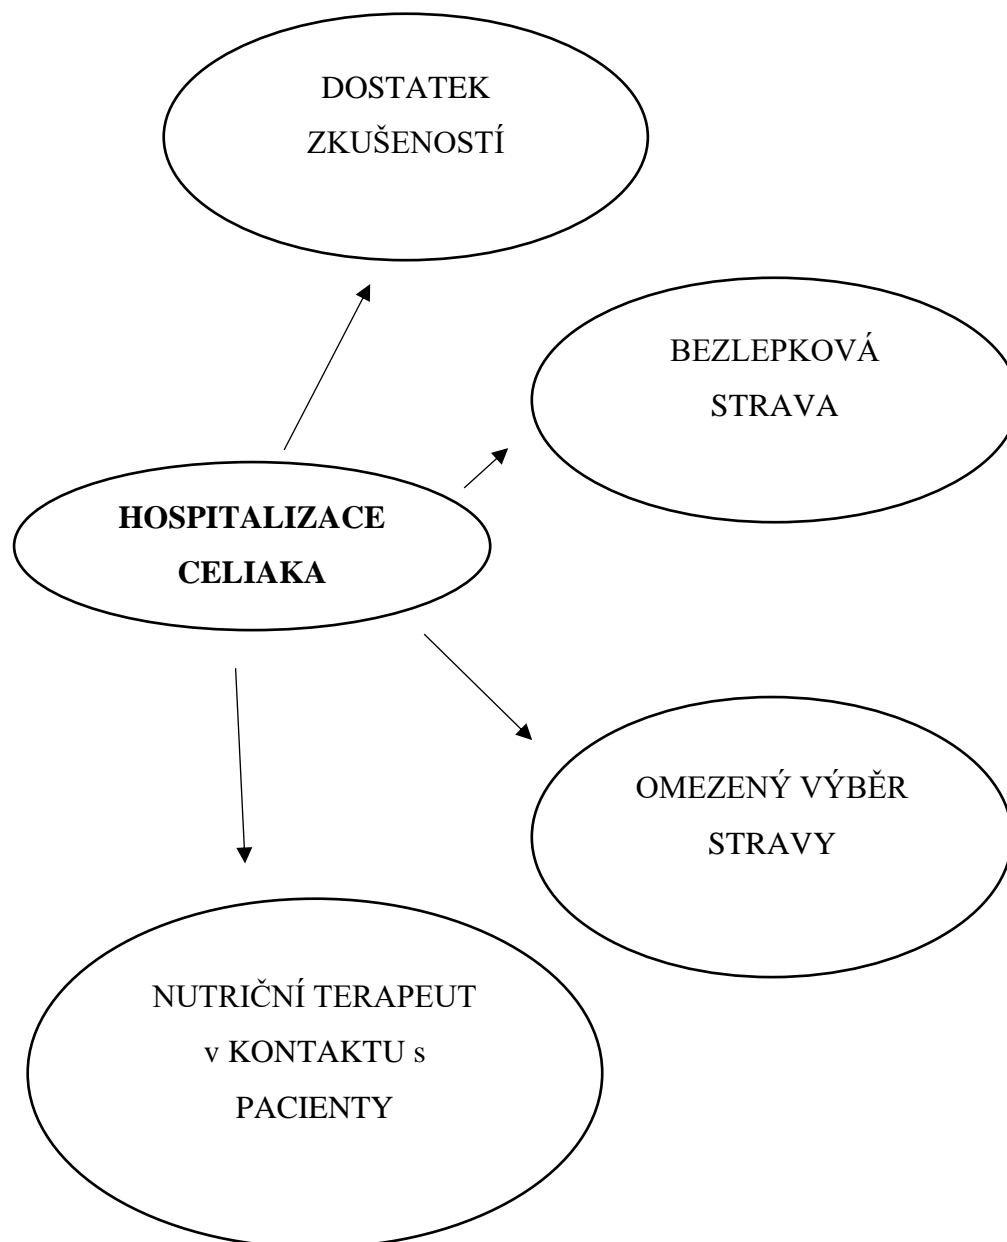 DOSTATEK
ZKUŠENOSTÍ
BEZLEPKOVÁ
STRAVA
HOSPITALIZACE
CELIAKA
OMEZENÝ VÝBĚR
STRAVY
NUTRIČNÍ TERAPEUT
v KONTAKTU s
PACIENTY